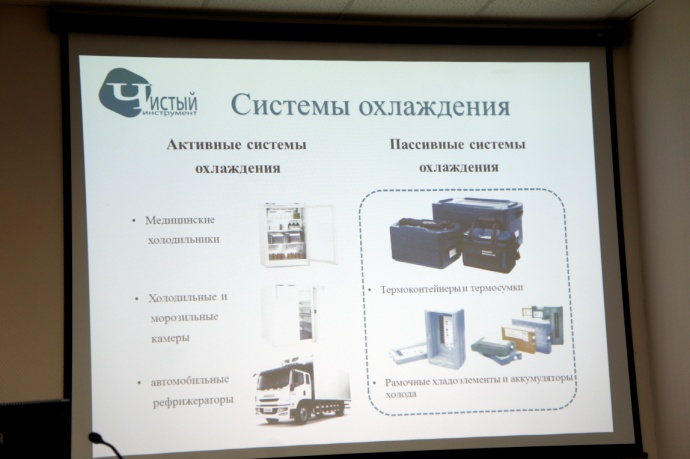 Чистый
инструмент
Системы охлаждения
Активные системы
охлаждения
• Медицинские
холодильники
• Холодильные и
морозильные
камеры
• автомобильные
рефрижераторы
Пассивные системы
охлаждения
• Термоконтейнеры и термосумки
• Рамочные хладоэлементы и аккумуляторы
холода